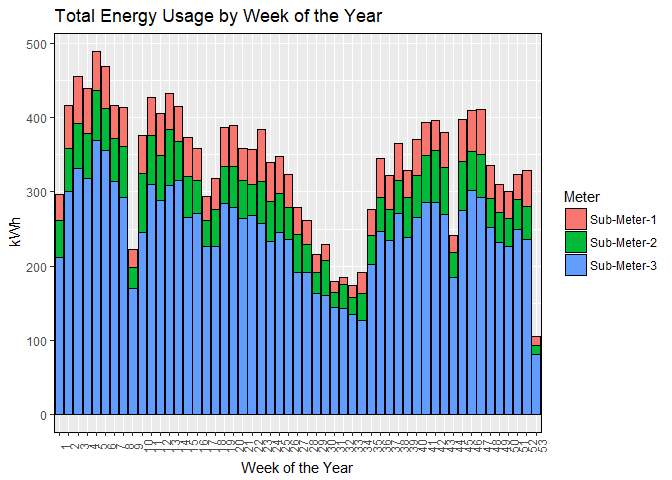 Total Energy Usage by Week of the Year
500
400
300
200
100
0
kWh
1 2 3 4 5 6 7 8 9 10 11 12 13 14 15 16 17 18 19 20 21 22 23 24 25 26 27 28 29 30 31 32 33 34 35 36 37 38 39 40 41 42 43 44 45 46 47 48 49 50 51 52 53
Week of the Year
Meter
Sub-Meter-1
Sub-Meter-2
Sub-Meter-3